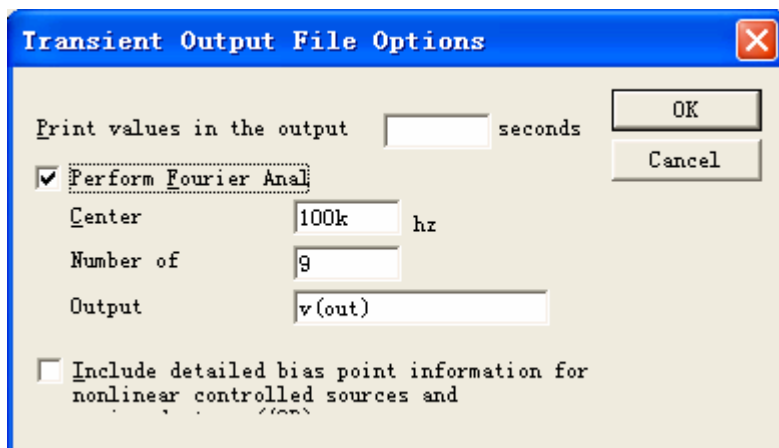 Transient Output File Options
OK
Print values in the output seconds
Cancel
Perform Fourier Anal
Center 100k hz
Number of 9
Output v(out)
Include detailed bias point information for
nonlinear controlled sources and